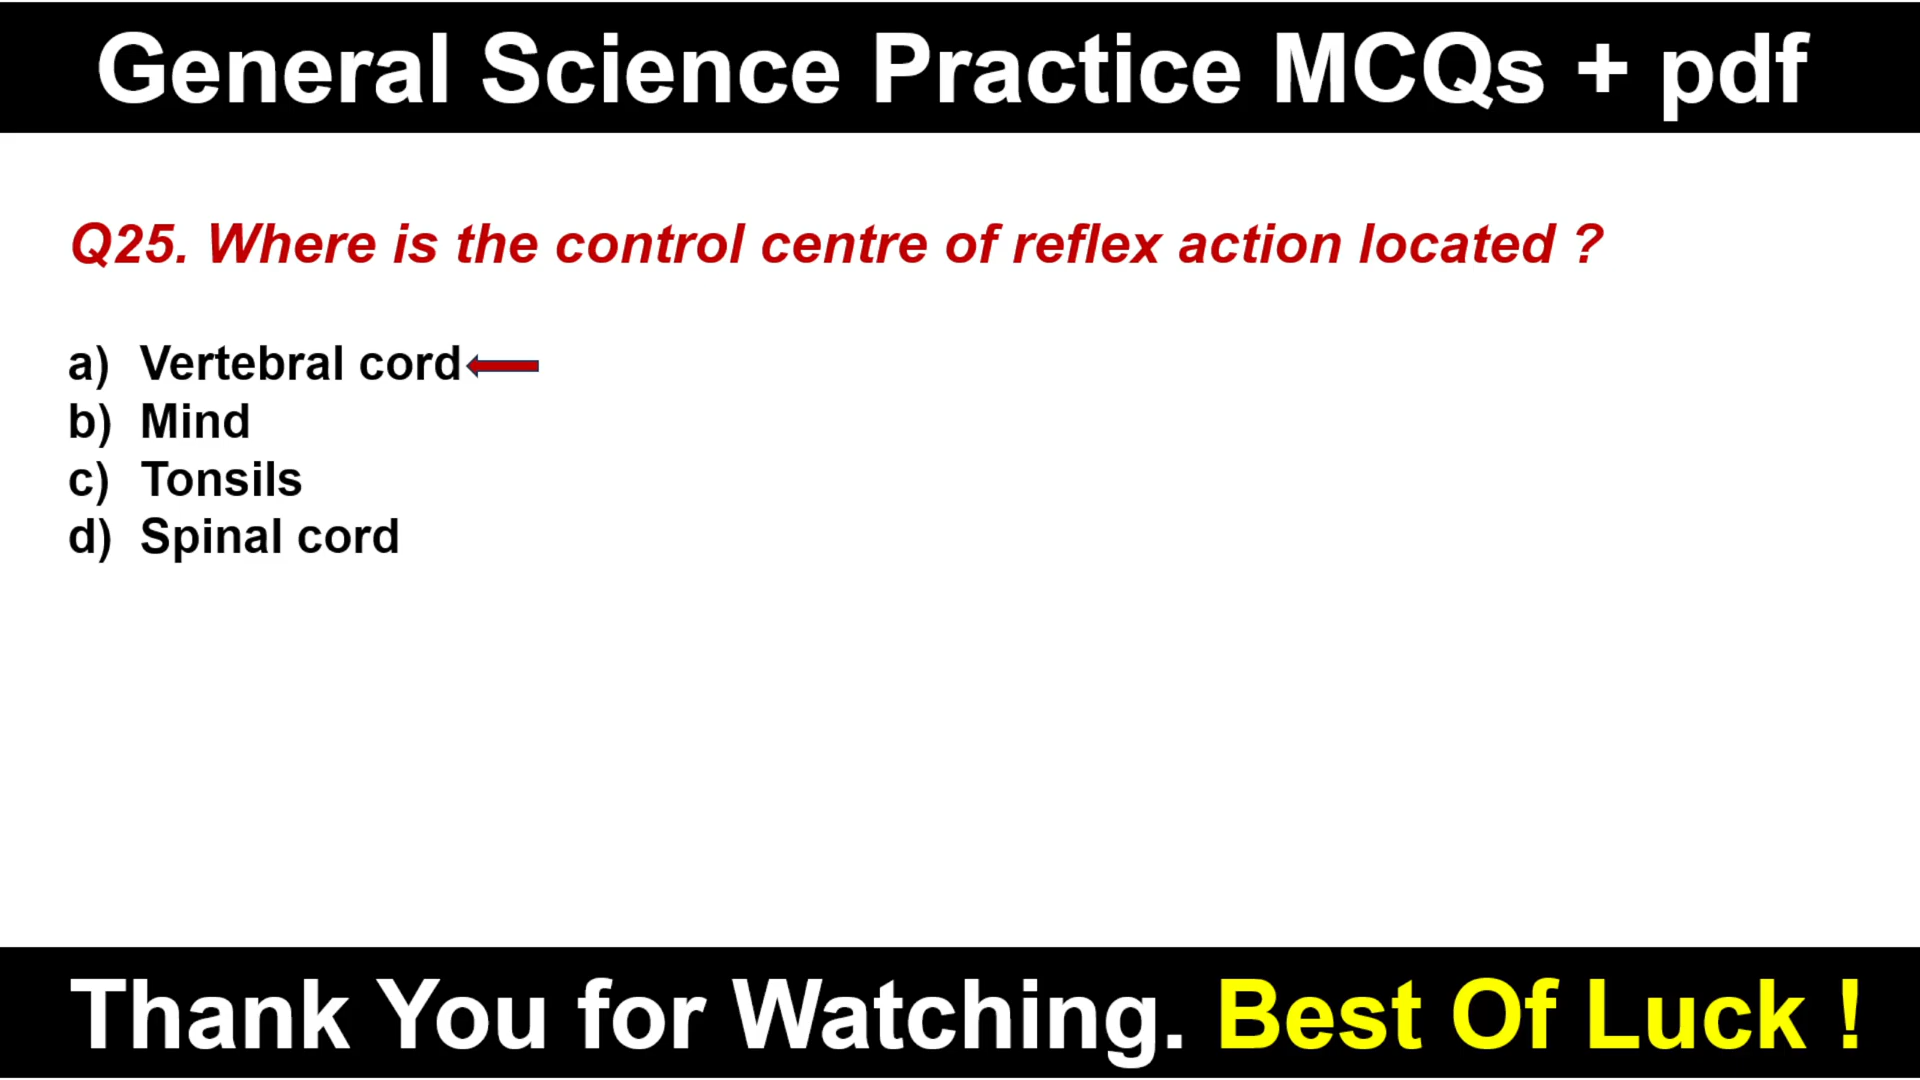 General Science Practice MCQs + pdf
Q25. Where is the control centre of reflex action located ?
a) Vertebral cord
b) Mind
c) Tonsils
d) Spinal cord
Thank You for Watching. Best Of Luck !